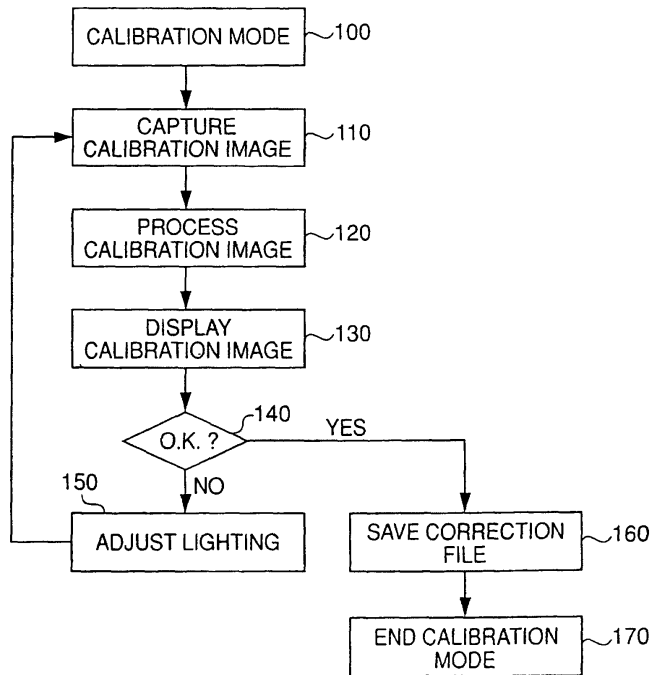 CALIBRATION MODE
100
CAPTURE
CALIBRATION IMAGE
110
PROCESS
CALIBRATION IMAGE
120
DISPLAY
CALIBRATION IMAGE
130
O.K. ?
140
YES
NO
150
ADJUST LIGHTING
SAVE CORRECTION
FILE
160
END CALIBRATION
MODE
170